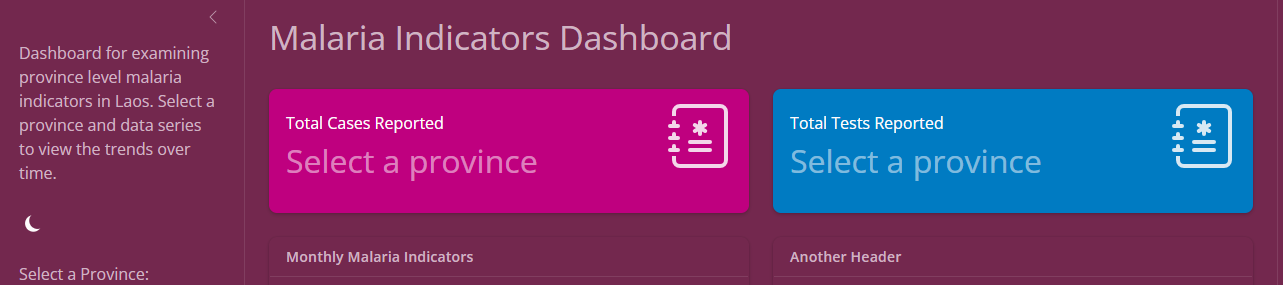 Dashboard for examining
province level malaria
indicators in Laos. Select a
province and data series
to view the trends over
time.
Select a Province:
Malaria Indicators Dashboard
Total Cases Reported
Select a province
Total Tests Reported
Select a province
Monthly Malaria Indicators
Another Header